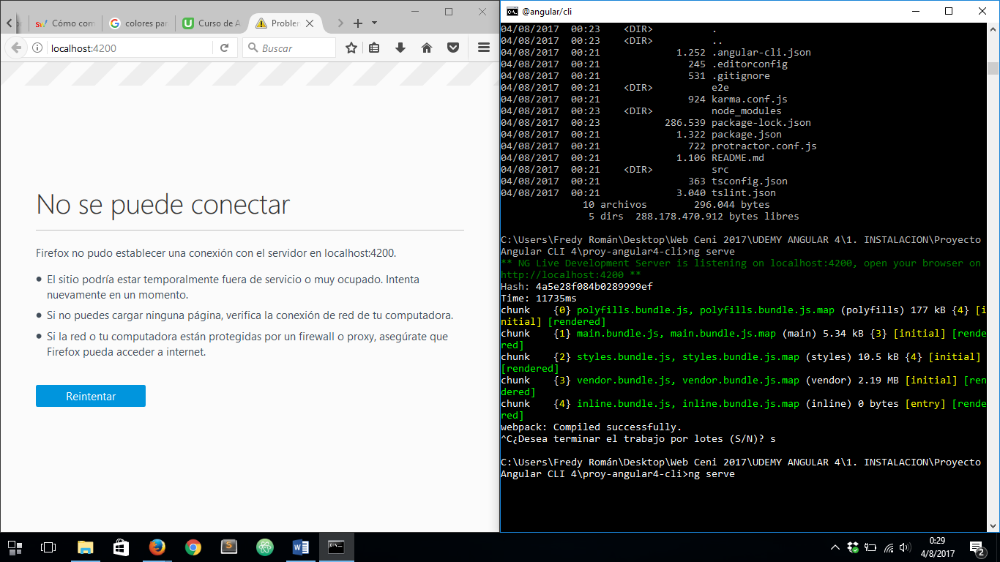 Cómo com
colores par
Curso de A
Probler
localhost:4200
Buscar
No se puede conectar
Firefox no pudo establecer una conexión con el servidor en localhost:4200.
El sitio podría estar temporalmente fuera de servicio o muy ocupado. Intenta
nuevamente en un momento.
Si no puedes cargar ninguna página, verifica la conexión de red de tu computadora.
Si la red o tu computadora están protegidas por un firewall o proxy, asegúrate que
Firefox pueda acceder a internet.
Reintentar
@angular/cli
04/08/2017  00:23    <DIR>          .
04/08/2017  00:23    <DIR>          ..
04/08/2017  00:21             1.252 .angular-cli.json
04/08/2017  00:21               245 .editorconfig
04/08/2017  00:21               531 .gitignore
04/08/2017  00:21    <DIR>          e2e
04/08/2017  00:21               924 karma.conf.js
04/08/2017  00:23    <DIR>          node_modules
04/08/2017  00:23           286.539 package-lock.json
04/08/2017  00:21             1.322 package.json
04/08/2017  00:21               722 protractor.conf.js
04/08/2017  00:21             1.106 README.md
04/08/2017  00:21    <DIR>          src
04/08/2017  00:21               363 tsconfig.json
04/08/2017  00:21             3.040 tslint.json
10 archivos        296.044 bytes
5 dirs  288.178.470.912 bytes libres
C:\Users\Fredy Román\Desktop\Web Ceni 2017\UDEMY ANGULAR 4\1. INSTALACION\Proyecto
Angular CLI 4\proy-angular4-cli>ng serve
** NG Live Development Server is listening on localhost:4200, open your browser on
http://localhost:4200 **
Hash: 4a5e28f084b0289999ef
Time: 11735ms
chunk    {0} polyfills.bundle.js, polyfills.bundle.js.map (polyfills) 177 kB {4} [i
nitial] [rendered]
chunk    {1} main.bundle.js, main.bundle.js.map (main) 5.34 kB {3} [initial] [rende
red]
chunk    {2} styles.bundle.js, styles.bundle.js.map (styles) 10.5 kB {4} [initial]
[rendered]
chunk    {3} vendor.bundle.js, vendor.bundle.js.map (vendor) 2.19 MB [initial] [ren
dered]
chunk    {4} inline.bundle.js, inline.bundle.js.map (inline) 0 bytes [entry] [rende
red]
webpack: Compiled successfully.
^C¿Desea terminar el trabajo por lotes (S/N)? s
C:\Users\Fredy Román\Desktop\Web Ceni 2017\UDEMY ANGULAR 4\1. INSTALACION\Proyecto
Angular CLI 4\proy-angular4-cli>ng serve
0:29
4/8/2017
2